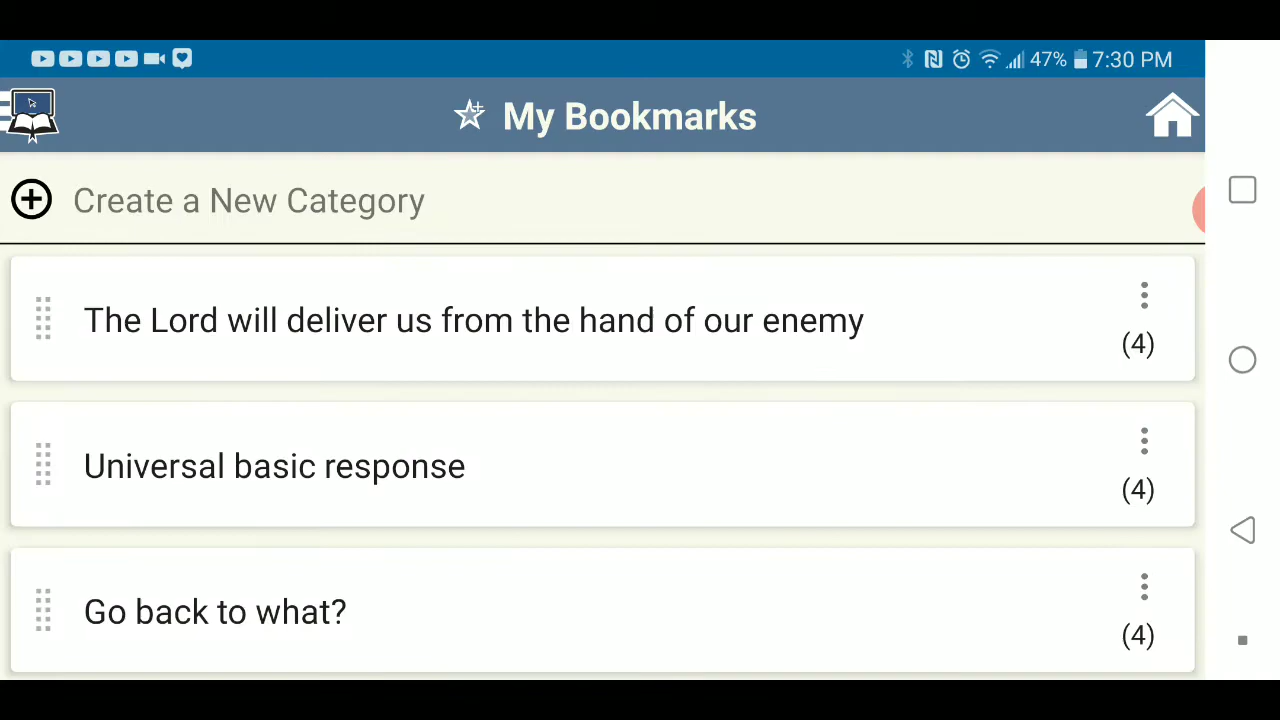 47% 7:30 PM
My Bookmarks
Create a New Category
The Lord will deliver us from the hand of our enemy
(4)
Universal basic response
(4)
Go back to what?
(4)